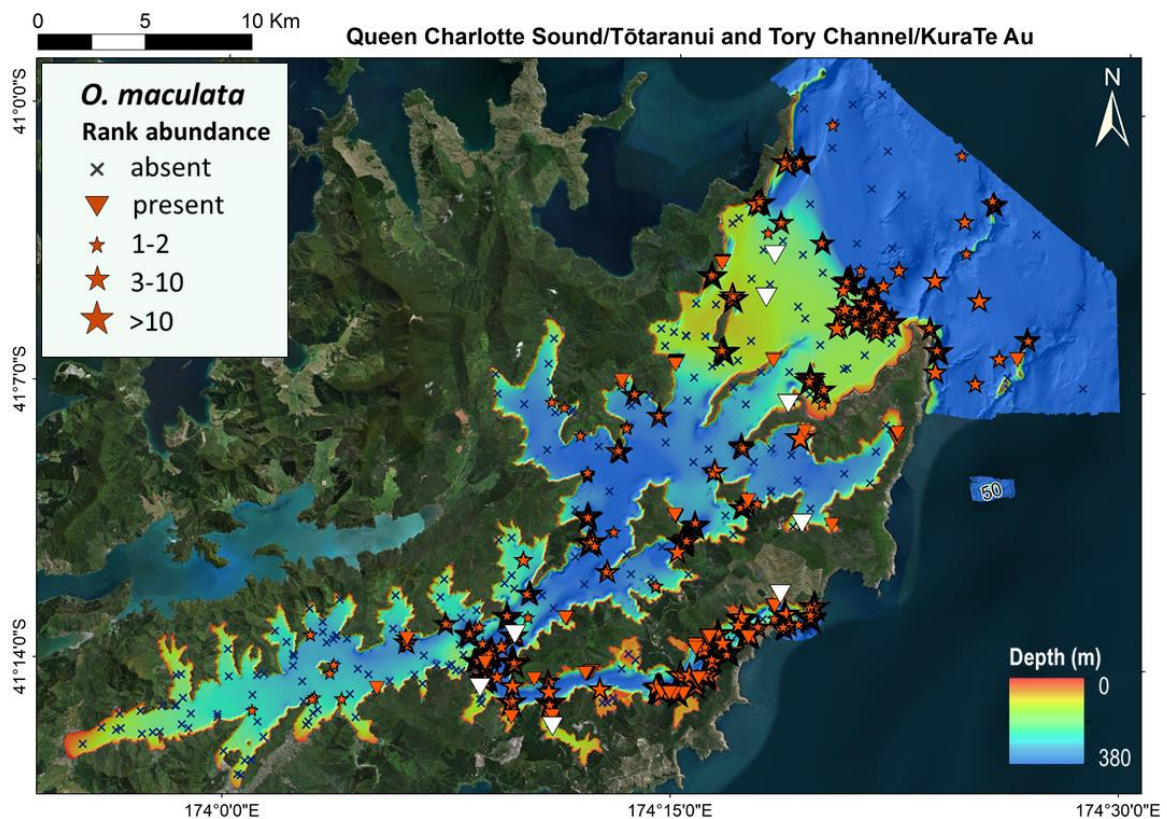 0 5 10 Km
Queen Charlotte Sound/Tōtaranui and Tory Channel/KuraTe Au
O. maculata
Rank abundance
absent
present
1-2
3-10
>10
N
41°0'0"S
41°7'0"S
41°14'0"S
50
Depth (m)
0
380
174°0'0"E 174°15'0"E 174°30'0"E